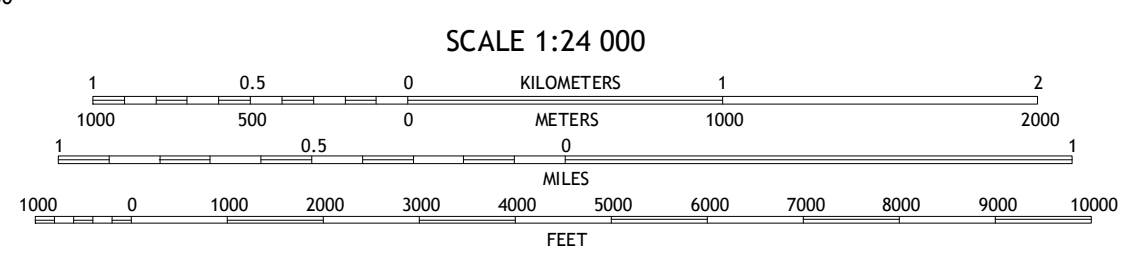 SCALE 1:24 000
1 0.5 0 KILOMETERS 1 2
1000 500 0 METERS 1000 2000
1 0.5 0 1
MILES
1000 0 1000 2000 3000 4000 5000 6000 7000 8000 9000 10000
FEET